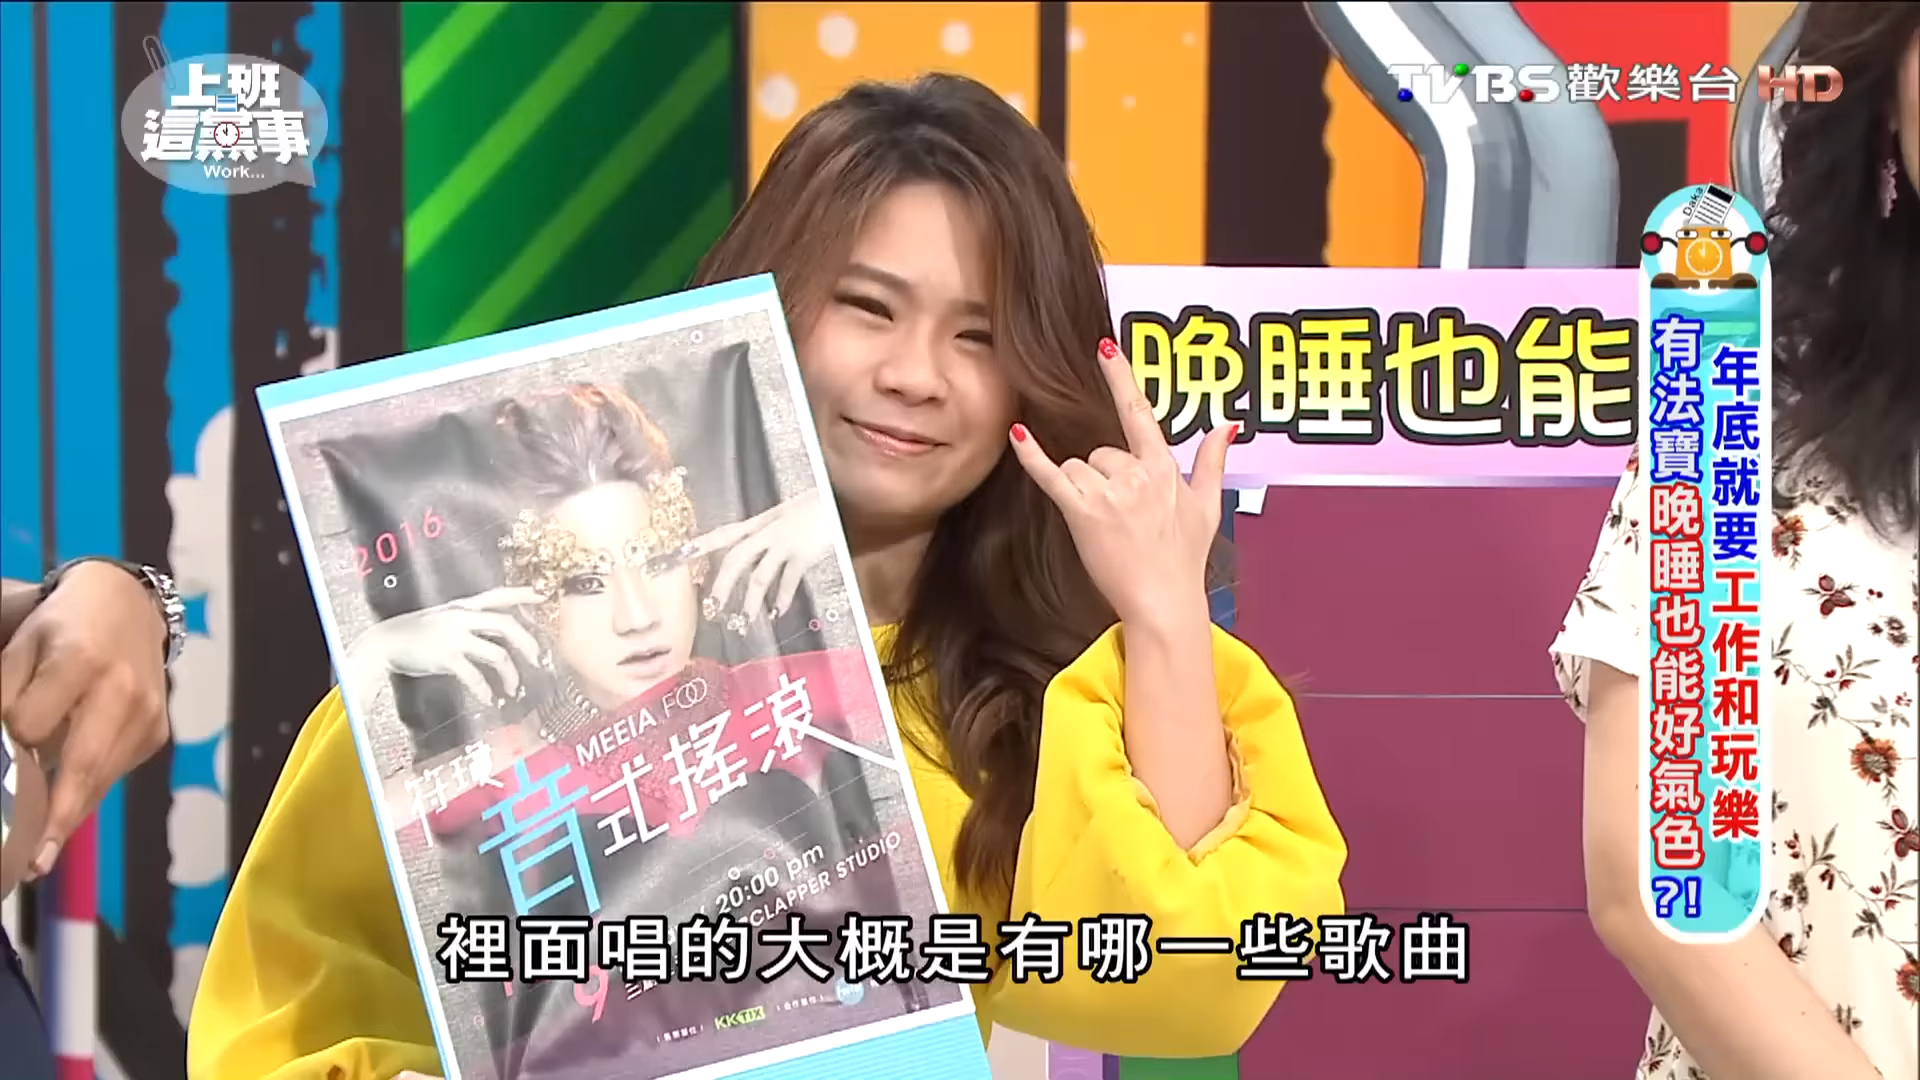 上班
這黨事
Work...
TVBS歡樂台 HD
Daka
晚睡也能
年底就要工作和玩樂
有法寶晚睡也能好氣色?!
2016
MEEIA FOO
符瓊
音式搖滾
20:00 pm
CLAPPER STUDIO
9
KKTIX
裡面唱的大概是有哪一些歌曲